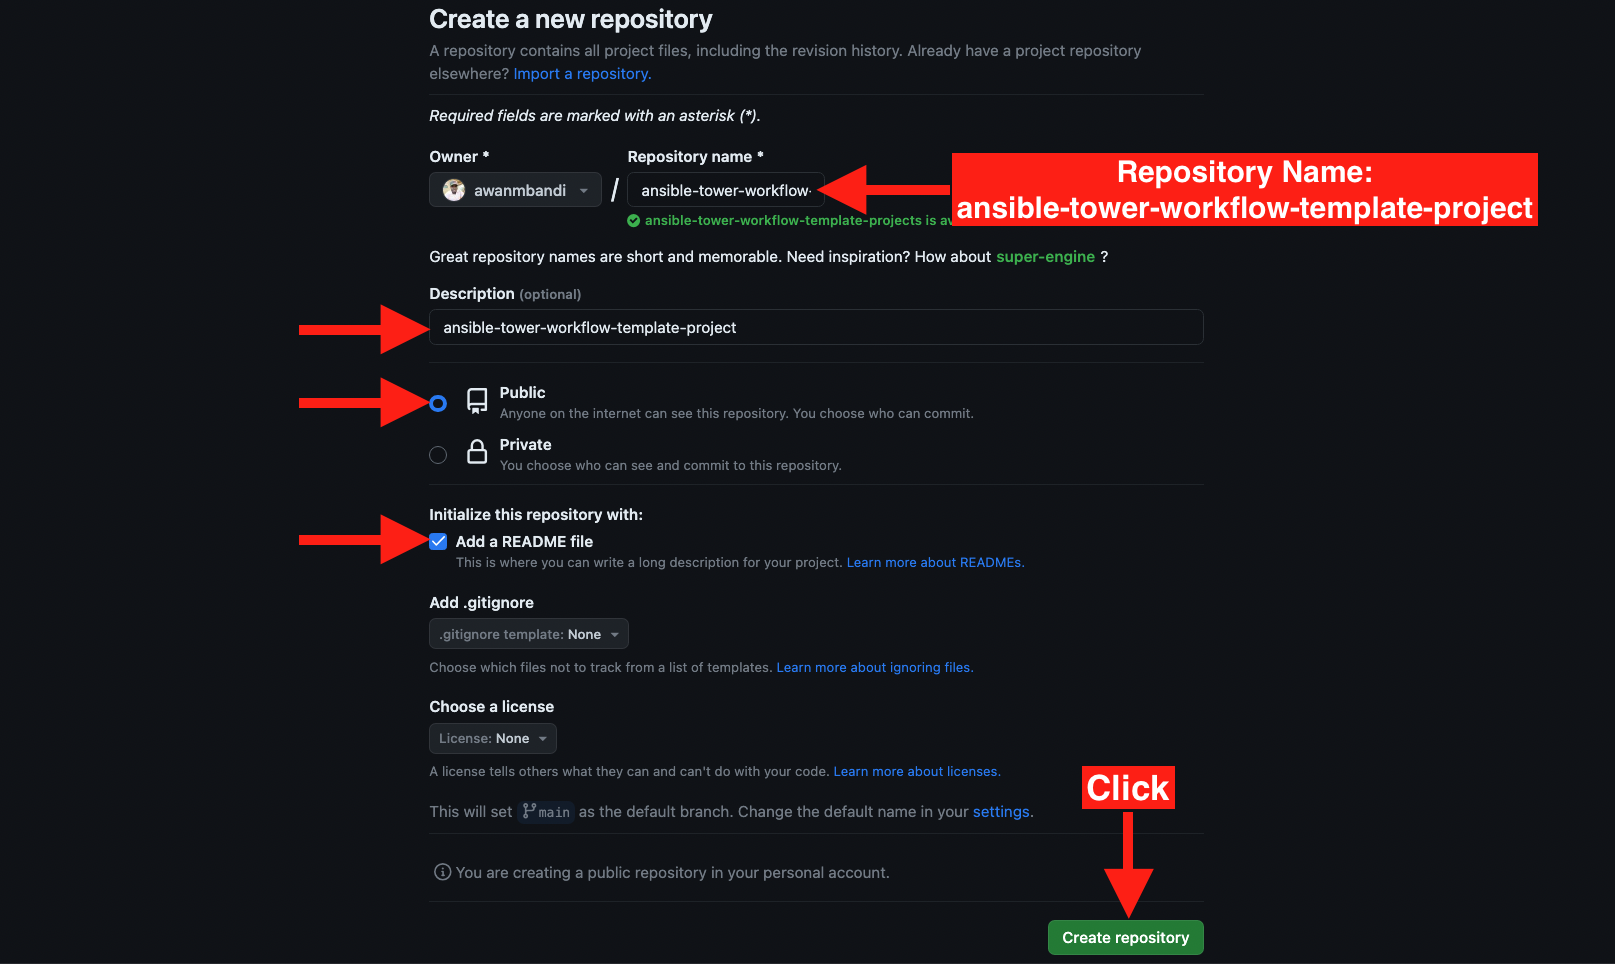 Create a new repository
A repository contains all project files, including the revision history. Already have a project repository
elsewhere? Import a repository.
Required fields are marked with an asterisk (*).
Owner *
Repository name *
awanmbandi
/
ansible-tower-workflow-
Repository Name:
ansible-tower-workflow-template-project
ansible-tower-workflow-template-projects is av
Great repository names are short and memorable. Need inspiration? How about super-engine ?
Description (optional)
ansible-tower-workflow-template-project
Public
Anyone on the internet can see this repository. You choose who can commit.
Private
You choose who can see and commit to this repository.
Initialize this repository with:
Add a README file
This is where you can write a long description for your project. Learn more about READMEs.
Add .gitignore
.gitignore template: None
Choose which files not to track from a list of templates. Learn more about ignoring files.
Choose a license
License: None
A license tells others what they can and can't do with your code. Learn more about licenses.
Click
This will set main as the default branch. Change the default name in your settings.
You are creating a public repository in your personal account.
Create repository